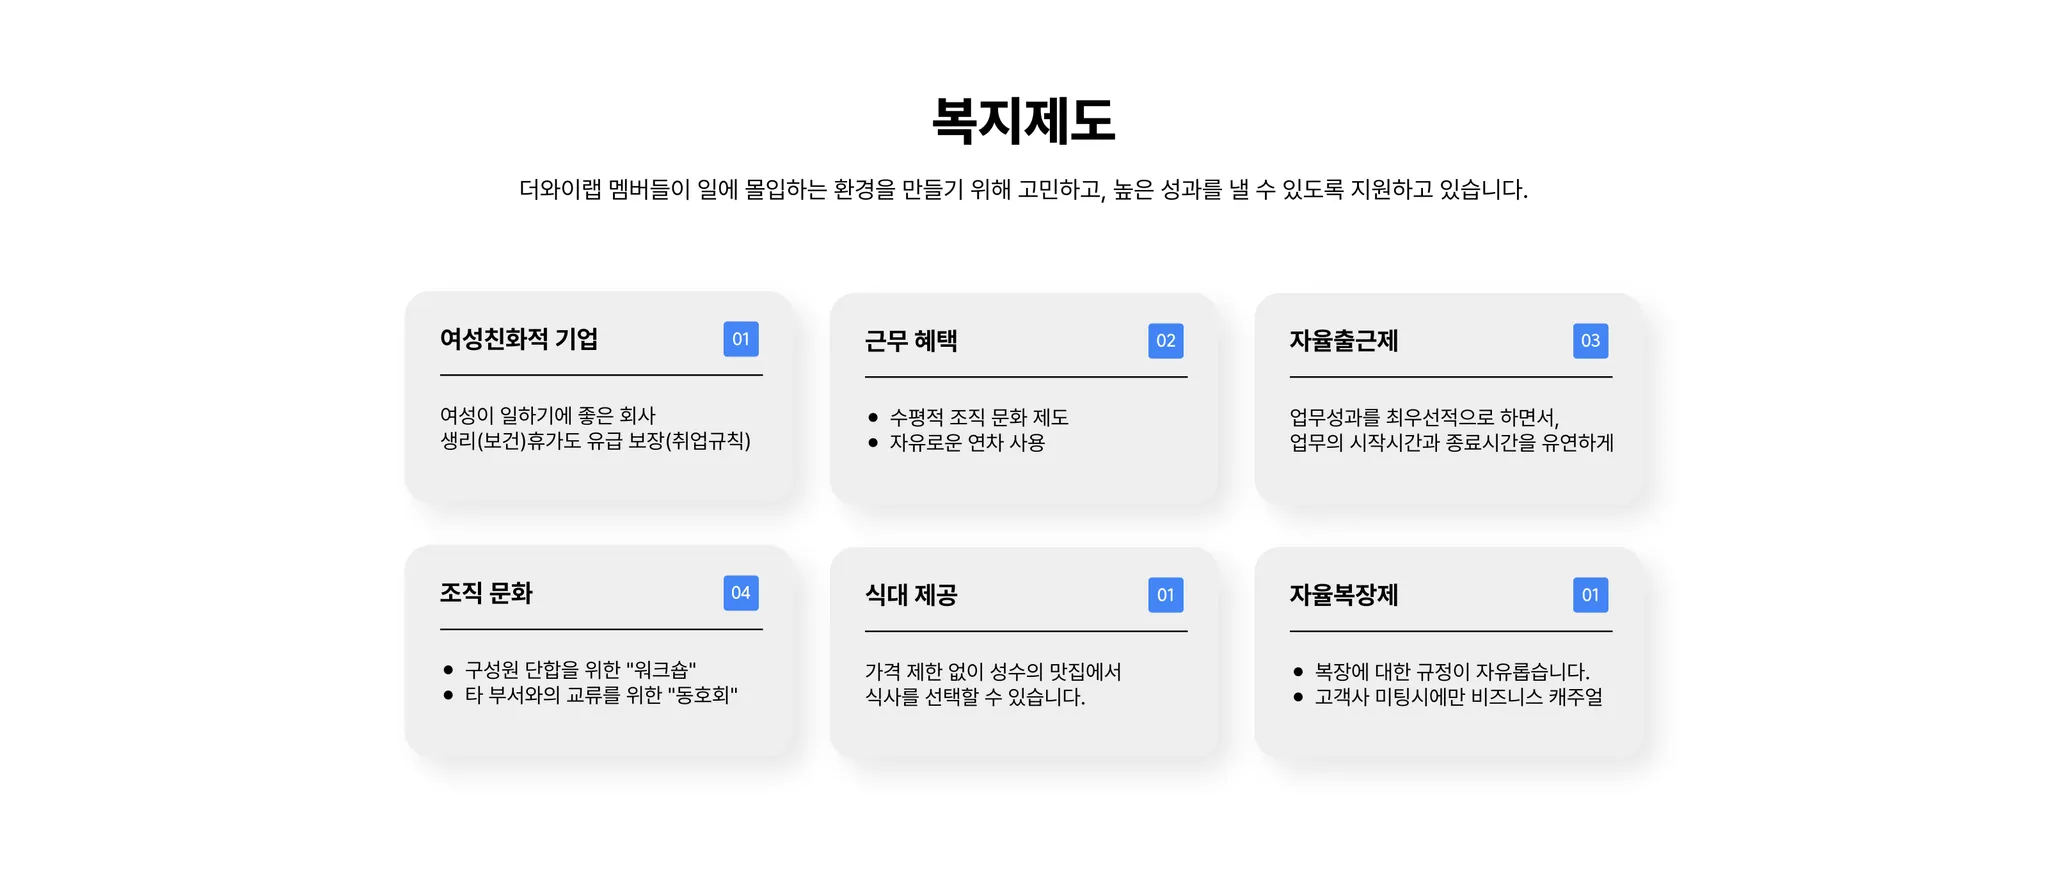 복지제도
더와이랩 멤버들이 일에 몰입하는 환경을 만들기 위해 고민하고, 높은 성과를 낼 수 있도록 지원하고 있습니다.
여성친화적 기업
01
여성이 일하기에 좋은 회사
생리(보건)휴가도 유급 보장(취업규칙)
근무 혜택
02
● 수평적 조직 문화 제도
● 자유로운 연차 사용
자율출근제
03
업무성과를 최우선적으로 하면서,
업무의 시작시간과 종료시간을 유연하게
조직 문화
04
● 구성원 단합을 위한 "워크숍"
● 타 부서와의 교류를 위한 "동호회"
식대 제공
01
가격 제한 없이 성수의 맛집에서
식사를 선택할 수 있습니다.
자율복장제
01
● 복장에 대한 규정이 자유롭습니다.
● 고객사 미팅시에만 비즈니스 캐주얼